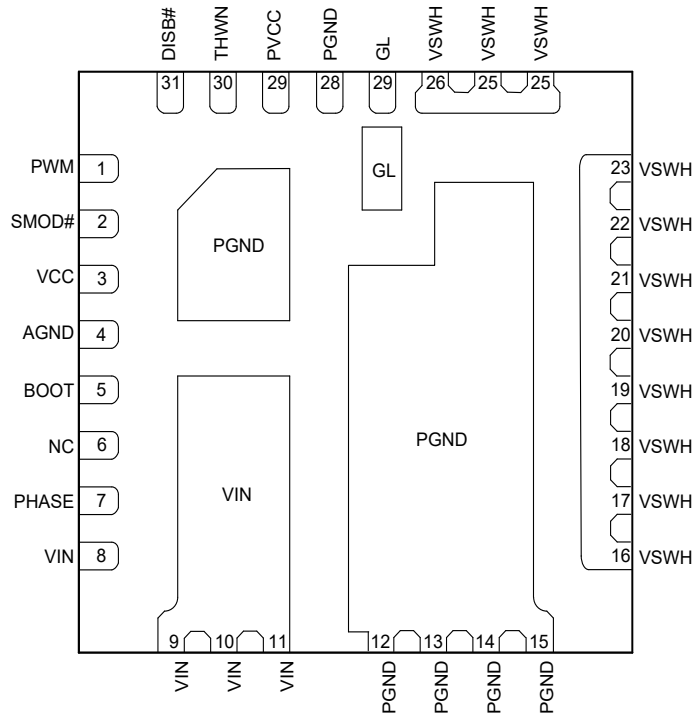 DISB# THWN PVCC PGND GL VSWH VSWH VSWH
31 30 29 28 29 26 25 25
PWM 1
SMOD# 2
VCC 3
AGND 4
BOOT 5
NC 6
PHASE 7
VIN 8
GL
PGND
VIN
PGND
23 VSWH
22 VSWH
21 VSWH
20 VSWH
19 VSWH
18 VSWH
17 VSWH
16 VSWH
9 10 11 12 13 14 15
VIN VIN VIN PGND PGND PGND PGND